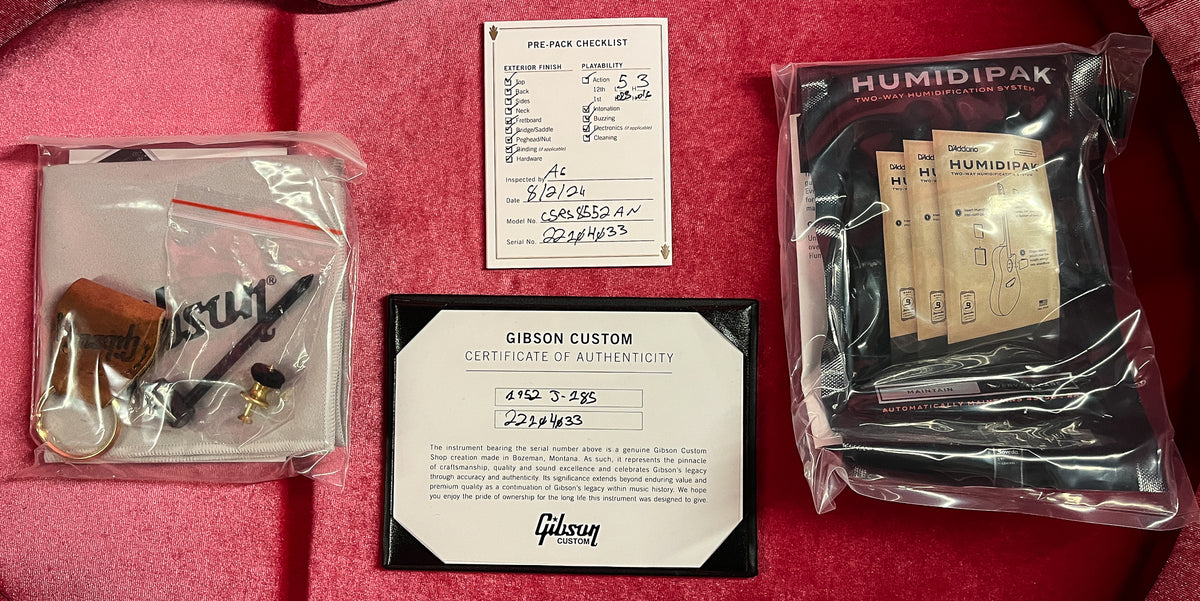 PRE-PACK CHECKLIST
EXTERIOR FINISH
Top
Back
Sides
Neck
Fretboard
Bridge/Saddle
Peghead/Nut
Binding (if applicable)
Hardware
PLAYABILITY
Action
12th 5 3
1st
Intonation
Buzzing
Electronics (if applicable)
Cleaning
Inspected by AG
Date 8/2/24
Model No. CSRS8552AN
Serial No. 22104033
Gibson®
GIBSON CUSTOM
CERTIFICATE OF AUTHENTICITY
1952 J-185
22104033
The instrument bearing the serial number above is a genuine Gibson Custom
Shop creation made in Bozeman, Montana. As such, it represents the pinnacle
of craftsmanship, quality and sound excellence and celebrates Gibson's legacy
through accuracy and authenticity. Its significance extends beyond enduring value and
premium quality as a continuation of Gibson's legacy within music history. We hope
you enjoy the pride of ownership for the long life this instrument was designed to give.
Gibson
CUSTOM
HUMIDIPAK
TWO-WAY HUMIDIFICATION SYSTEM
D'Addario
HUMIDIPAK
TWO-WAY HUMIDIFICATION SYSTEM
MAINTAIN
AUTOMATICALLY
Boveda